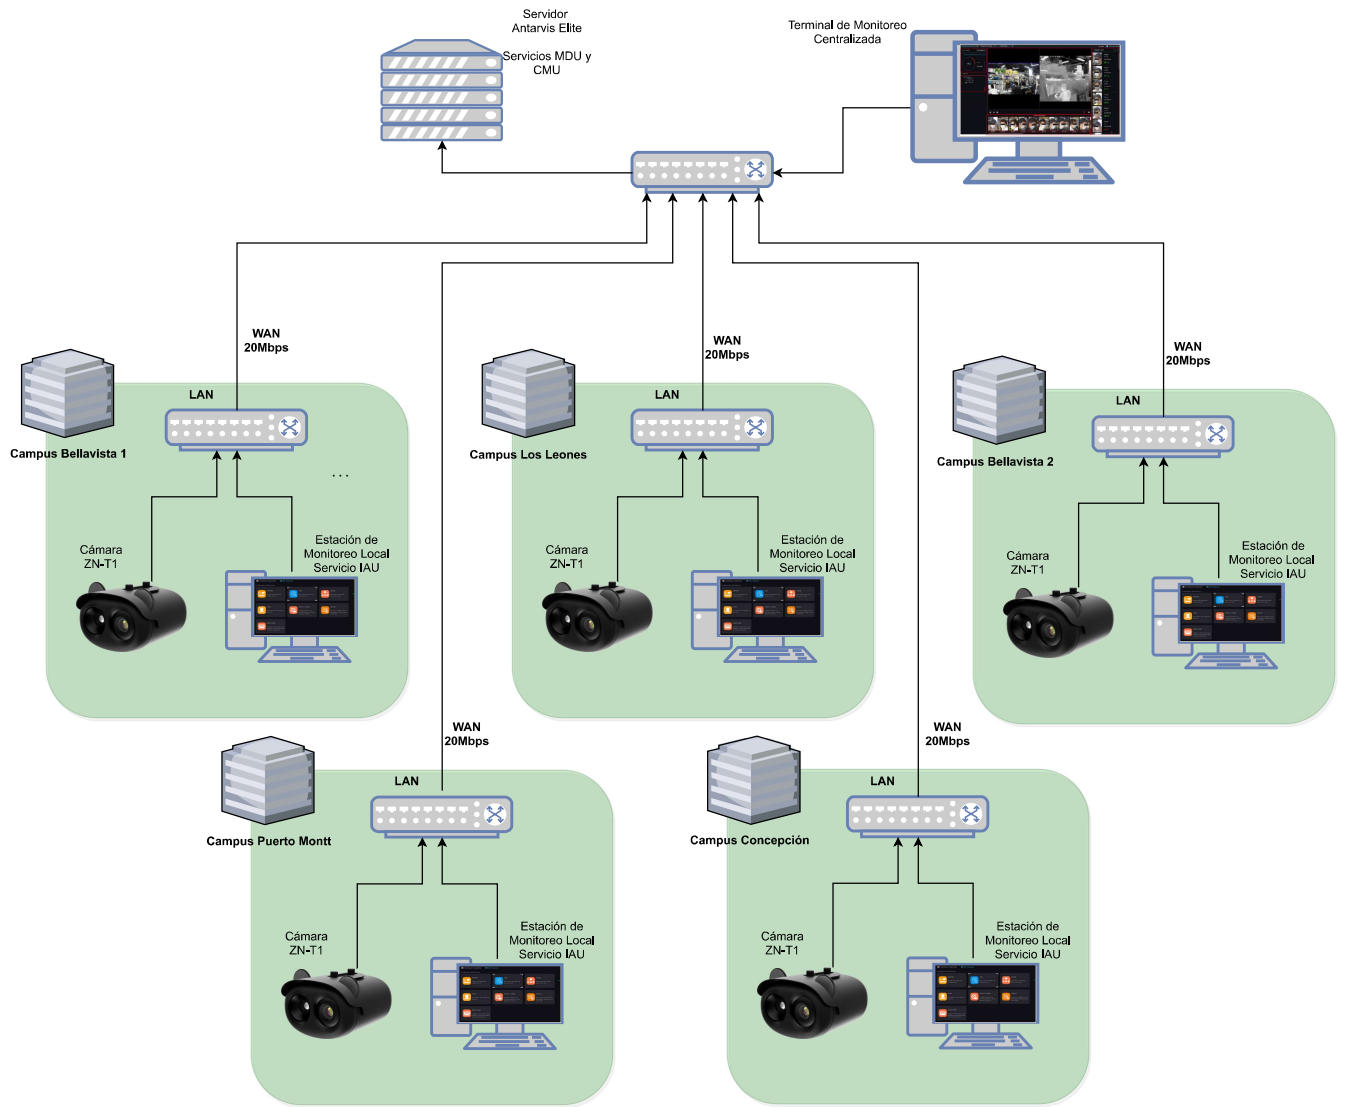 Servidor
Antarvis Elite
Servicios MDU y
CMU
Terminal de Monitoreo
Centralizada
WAN
20Mbps
WAN
20Mbps
WAN
20Mbps
LAN
LAN
LAN
Campus Bellavista 1
Campus Los Leones
Campus Bellavista 2
...
Cámara
ZN-T1
Estación de
Monitoreo Local
Servicio IAU
Cámara
ZN-T1
Estación de
Monitoreo Local
Servicio IAU
Cámara
ZN-T1
Estación de
Monitoreo Local
Servicio IAU
WAN
20Mbps
WAN
20Mbps
LAN
LAN
Campus Puerto Montt
Campus Concepción
Cámara
ZN-T1
Estación de
Monitoreo Local
Servicio IAU
Cámara
ZN-T1
Estación de
Monitoreo Local
Servicio IAU